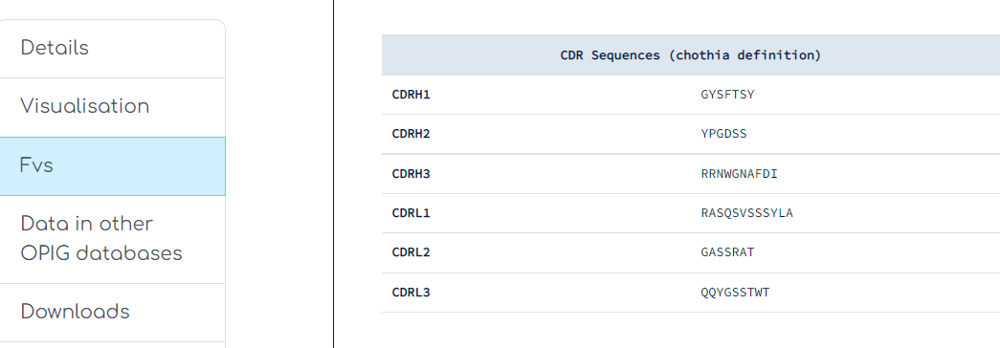 Details
Visualisation
Fvs
Data in other
OPIG databases
Downloads
CDR Sequences (chothia definition)
CDRH1 GYSFTSY
CDRH2 YPGDSS
CDRH3 RRNWGNAFDI
CDRL1 RASQSVSSSYLA
CDRL2 GASSRAT
CDRL3 QQYGSSTWT